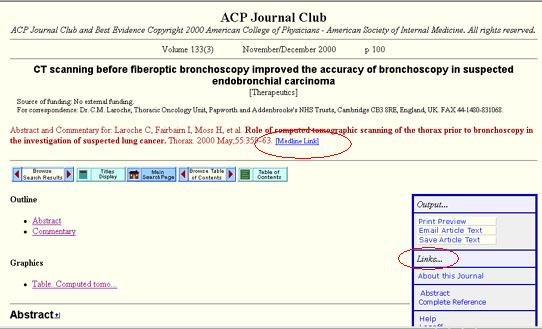 ACP Journal Club
ACP Journal Club and Best Evidence Copyright 2000 American College of Physicians - American Society of Internal Medicine. All rights reserved.
Volume 133(3) November/December 2000 p 100
CT scanning before fiberoptic bronchoscopy improved the accuracy of bronchoscopy in suspected
endobronchial carcinoma
[Therapeutics]
Source of funding: No external funding.
For correspondence: Dr. C.M. Laroche, Thoracic Oncology Unit, Papworth and Addenbrooke's NHS Trusts, Cambridge CB3 8RE, England, UK. FAX 44-1480-831068.
Abstract and Commentary for: Laroche C, Fairbairn I, Moss H, et al. Role of computed tomographic scanning of the thorax prior to bronchoscopy in
the investigation of suspected lung cancer. Thorax. 2000 May;55:359-63. [Medline Link]
Browse Search Results
Titles Display
Main Search Page
Browse Table of Contents
Table of Contents
Outline
Abstract
Commentary
Graphics
Table. Computed tomo...
Abstract
Output...
Print Preview
Email Article Text
Save Article Text
Links...
About this Journal
Abstract
Complete Reference
Help
Logoff